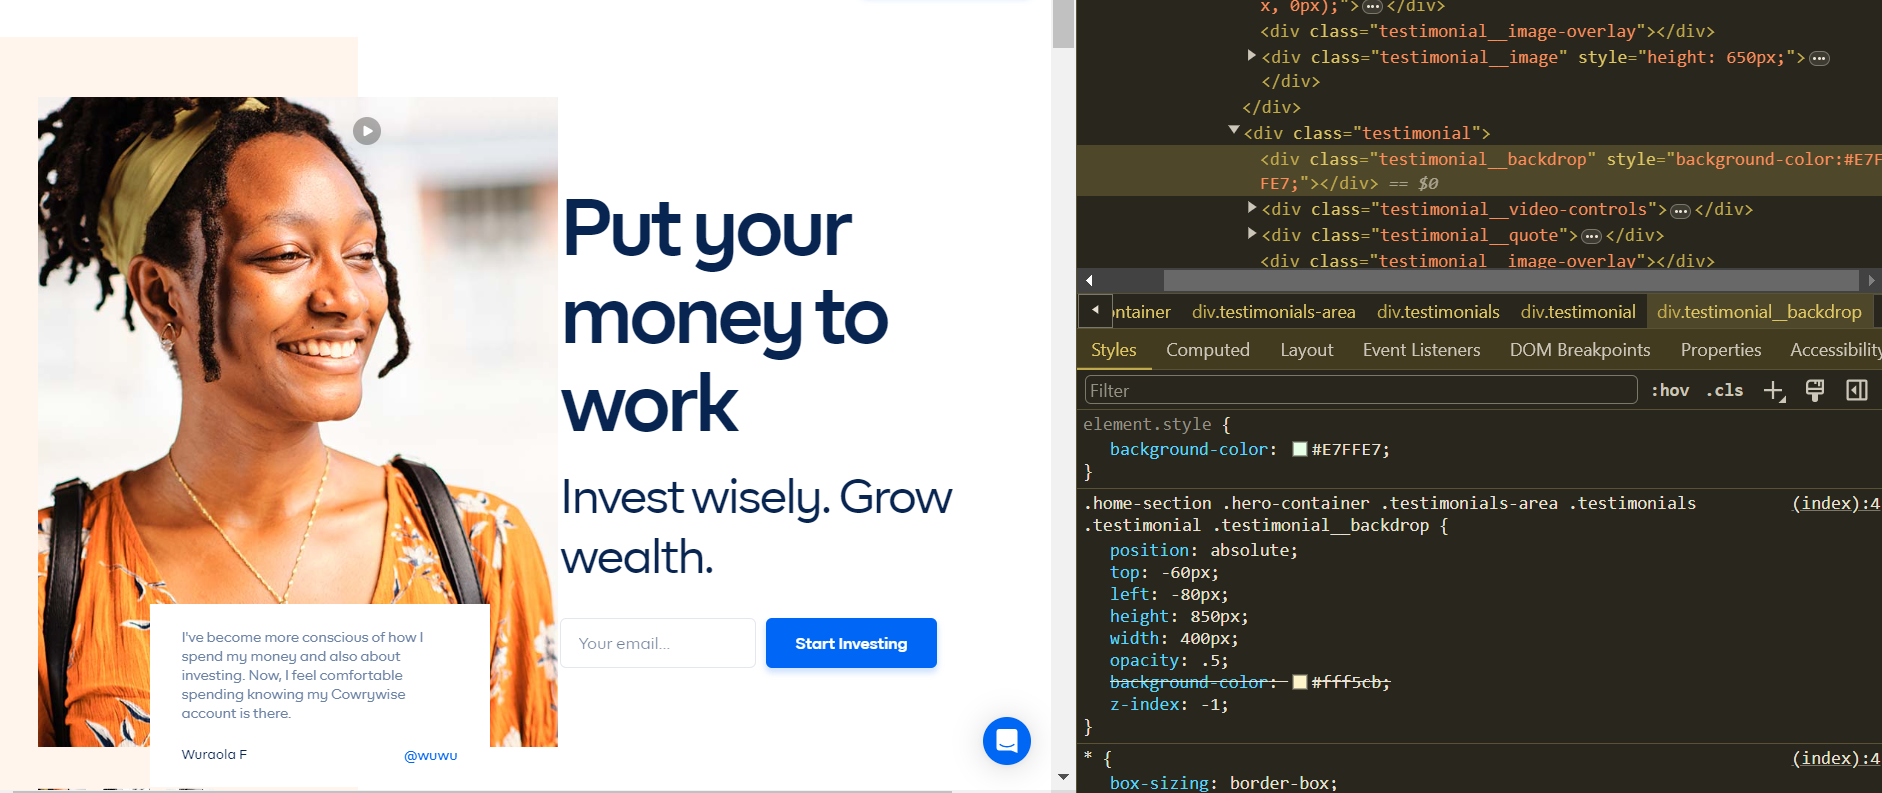 Put your
money to
work
Invest wisely. Grow
wealth.
Your email...
Start Investing
I've become more conscious of how I
spend my money and also about
investing. Now, I feel comfortable
spending knowing my Cowrywise
account is there.
Wuraola F
@wuwu
x, 0px);">…</div>
<div class="testimonial__image-overlay"></div>
<div class="testimonial__image" style="height: 650px;">…
</div>
</div>
<div class="testimonial">
<div class="testimonial__backdrop" style="background-color:#E7F
FE7;"></div> == $0
<div class="testimonial__video-controls">…</div>
<div class="testimonial__quote">…</div>
<div class="testimonial__image-overlay"></div>
ntainer div.testimonials-area div.testimonials div.testimonial div.testimonial__backdrop
Styles Computed Layout Event Listeners DOM Breakpoints Properties Accessibility
Filter
:hov .cls
element.style {
background-color: #E7FFE7;
}
.home-section .hero-container .testimonials-area .testimonials
(index):4
.testimonial .testimonial__backdrop {
position: absolute;
top: -60px;
left: -80px;
height: 850px;
width: 400px;
opacity: .5;
background-color: #fff5cb;
z-index: -1;
}
* {
(index):4
box-sizing: border-box;